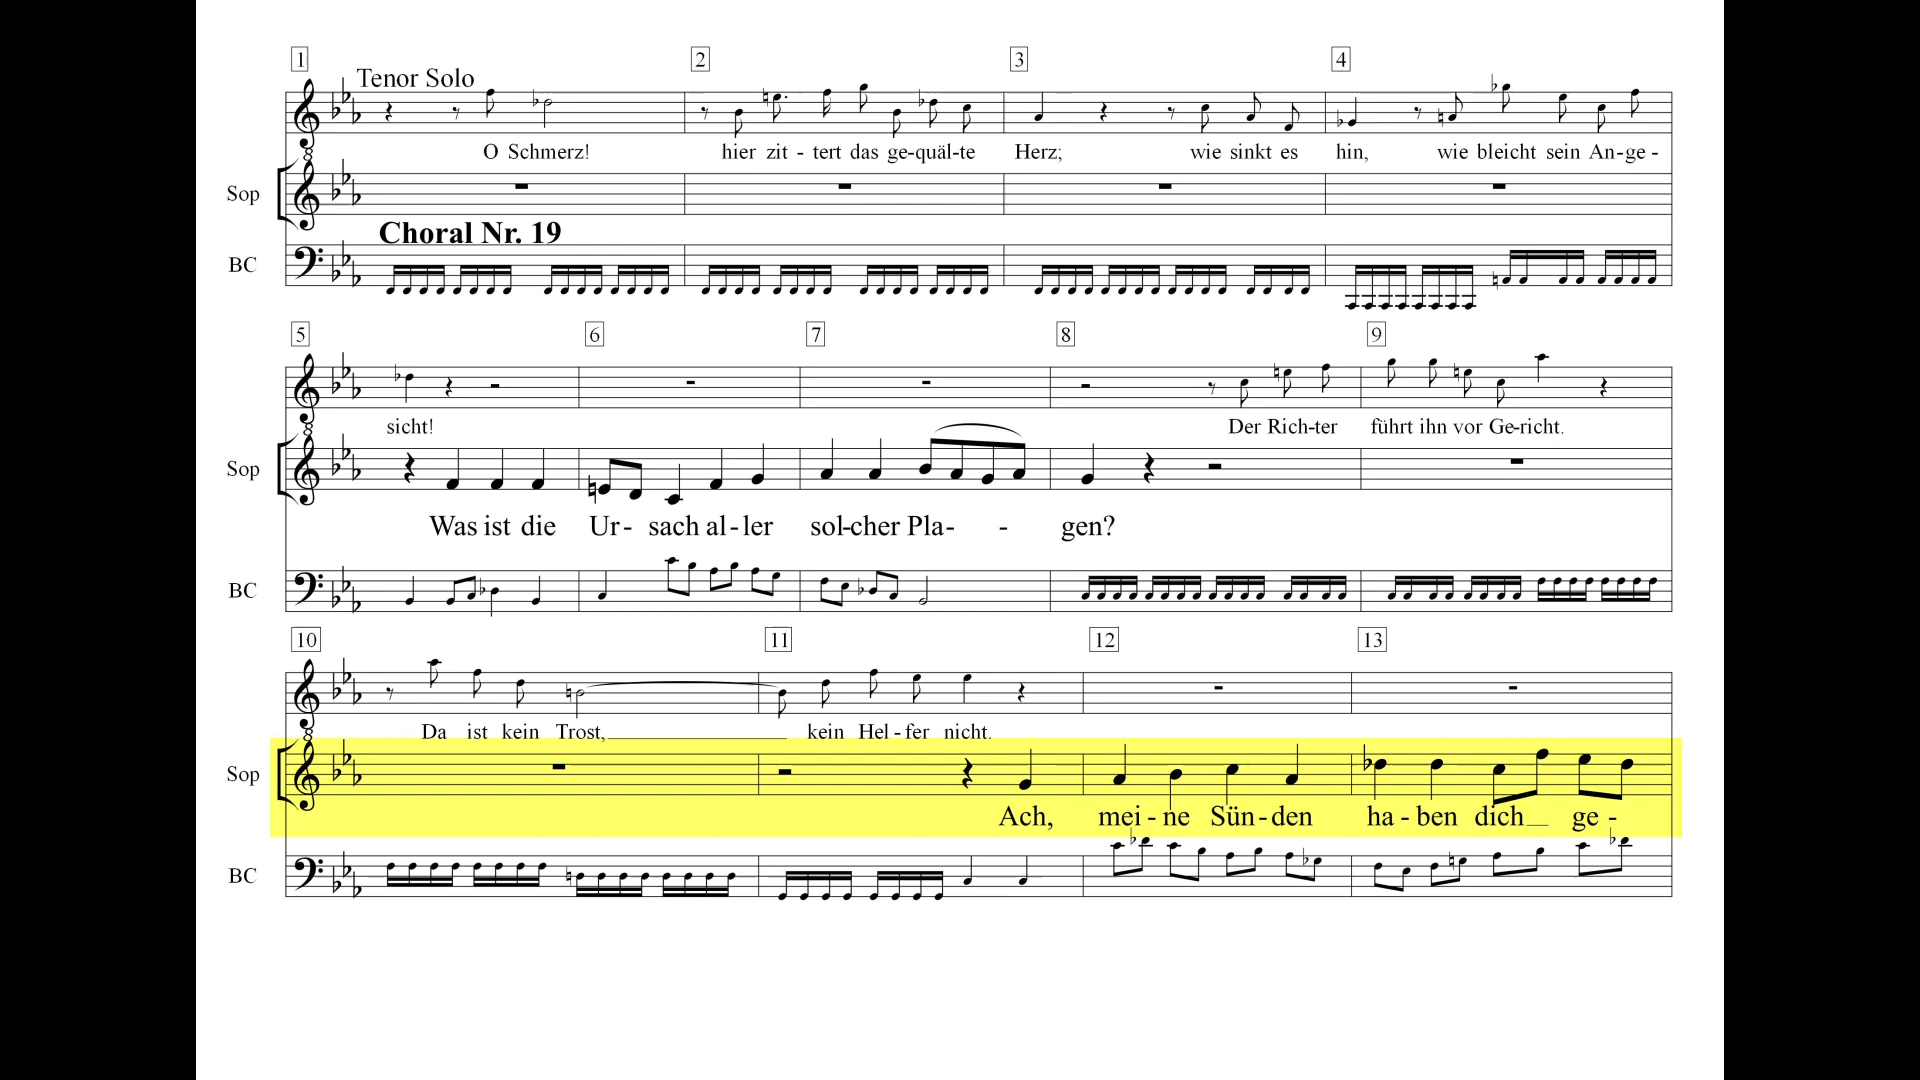 1 2 3 4
Tenor Solo
O Schmerz! hier zit - tert das ge-quäl-te Herz; wie sinkt es hin, wie bleicht sein An-ge -
8
Sop
Choral Nr. 19
BC
5 6 7 8 9
sicht! Der Rich-ter führt ihn vor Ge-richt.
8
Sop
Was ist die Ur- sach al-ler sol-cher Pla- - gen?
BC
10 11 12 13
Da ist kein Trost, kein Hel - fer nicht.
8
Sop
Ach, mei - ne Sün-den ha - ben dich ge -
BC